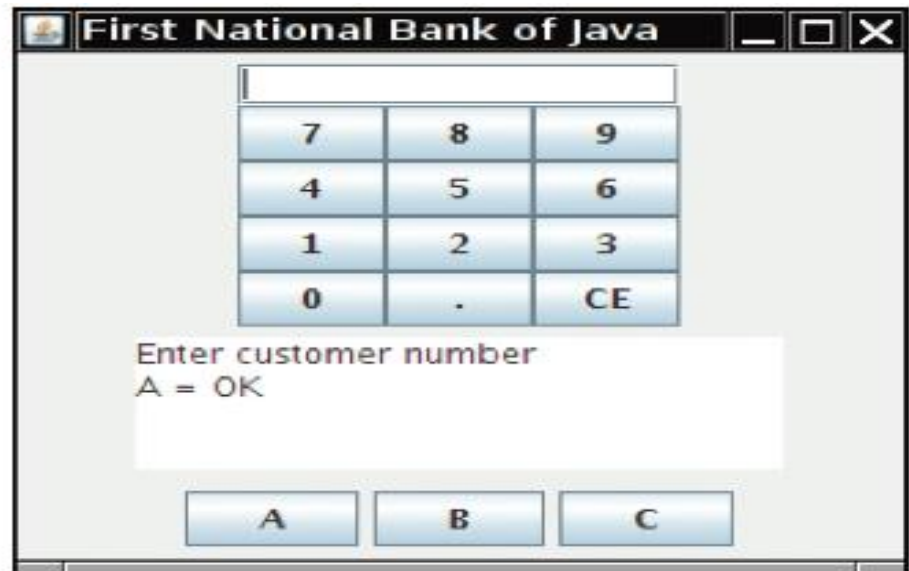 First National Bank of Java
7 8 9
4 5 6
1 2 3
0 . CE
Enter customer number
A = OK
A B C